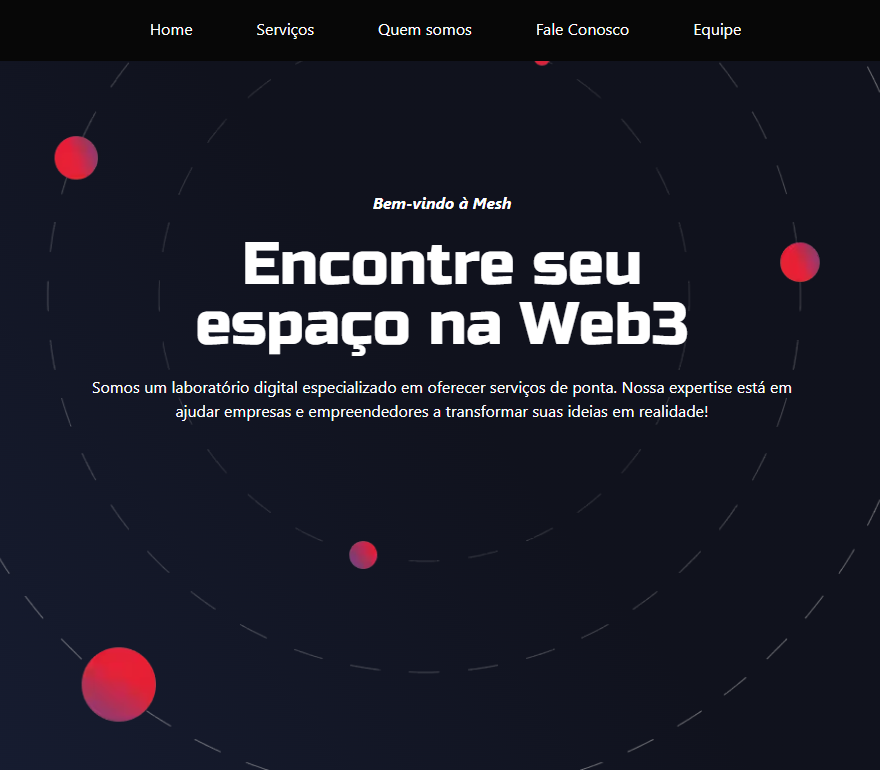 Home Serviços Quem somos Fale Conosco Equipe
Bem-vindo à Mesh
Encontre seu
espaço na Web3
Somos um laboratório digital especializado em oferecer serviços de ponta. Nossa expertise está em
ajudar empresas e empreendedores a transformar suas ideias em realidade!